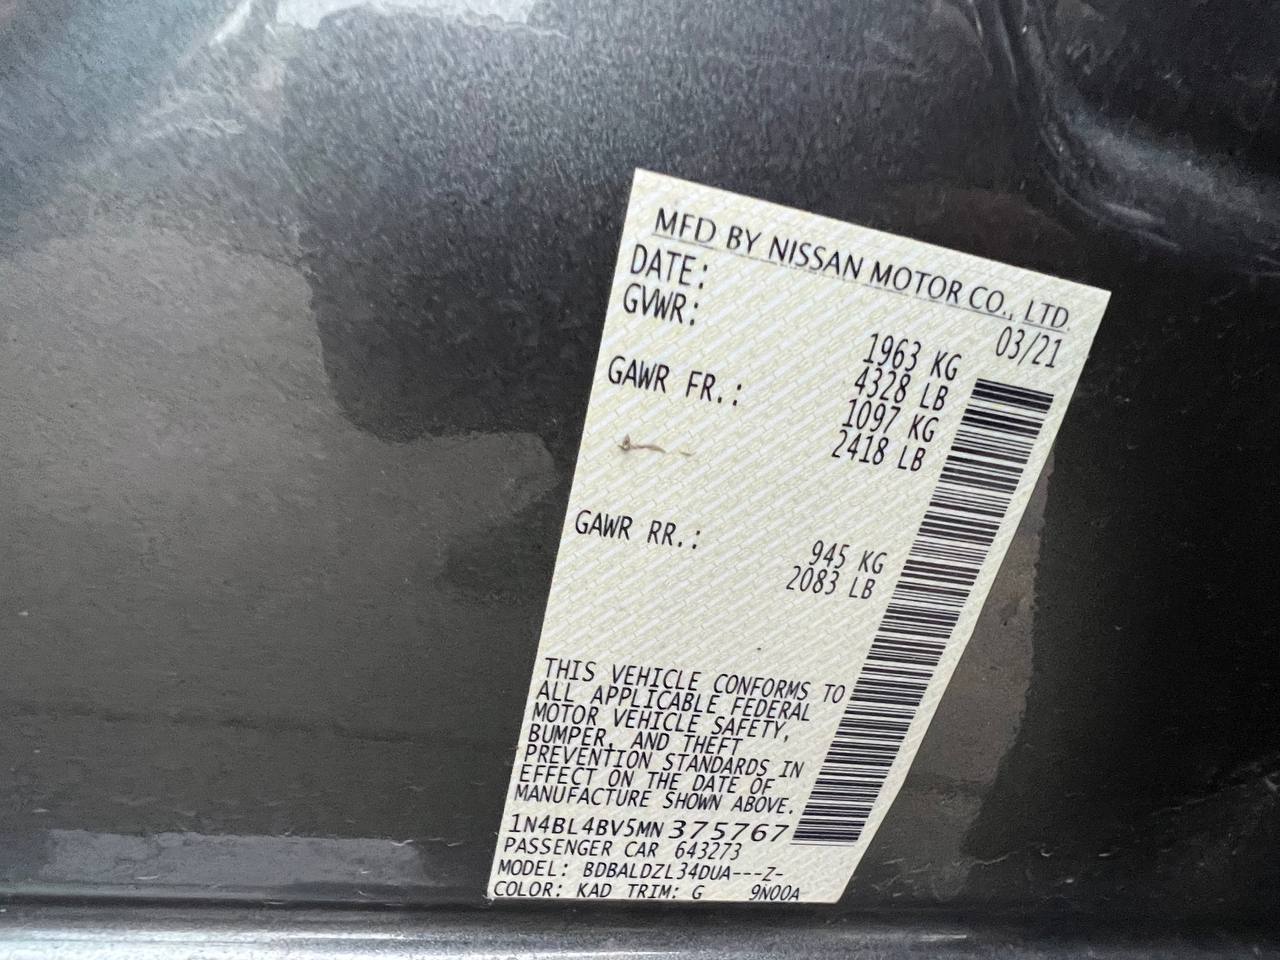 MFD BY NISSAN MOTOR CO., LTD.
DATE: 03/21
GVWR: 1963 KG
4328 LB
GAWR FR.: 1097 KG
2418 LB
GAWR RR.: 945 KG
2083 LB
THIS VEHICLE CONFORMS TO
ALL APPLICABLE FEDERAL
MOTOR VEHICLE SAFETY,
BUMPER, AND THEFT
PREVENTION STANDARDS IN
EFFECT ON THE DATE OF
MANUFACTURE SHOWN ABOVE.
1N4BL4BV5MN375767
PASSENGER CAR 643273
MODEL: BDBALDZL34DUA---Z-
COLOR: KAD TRIM: G 9N00A